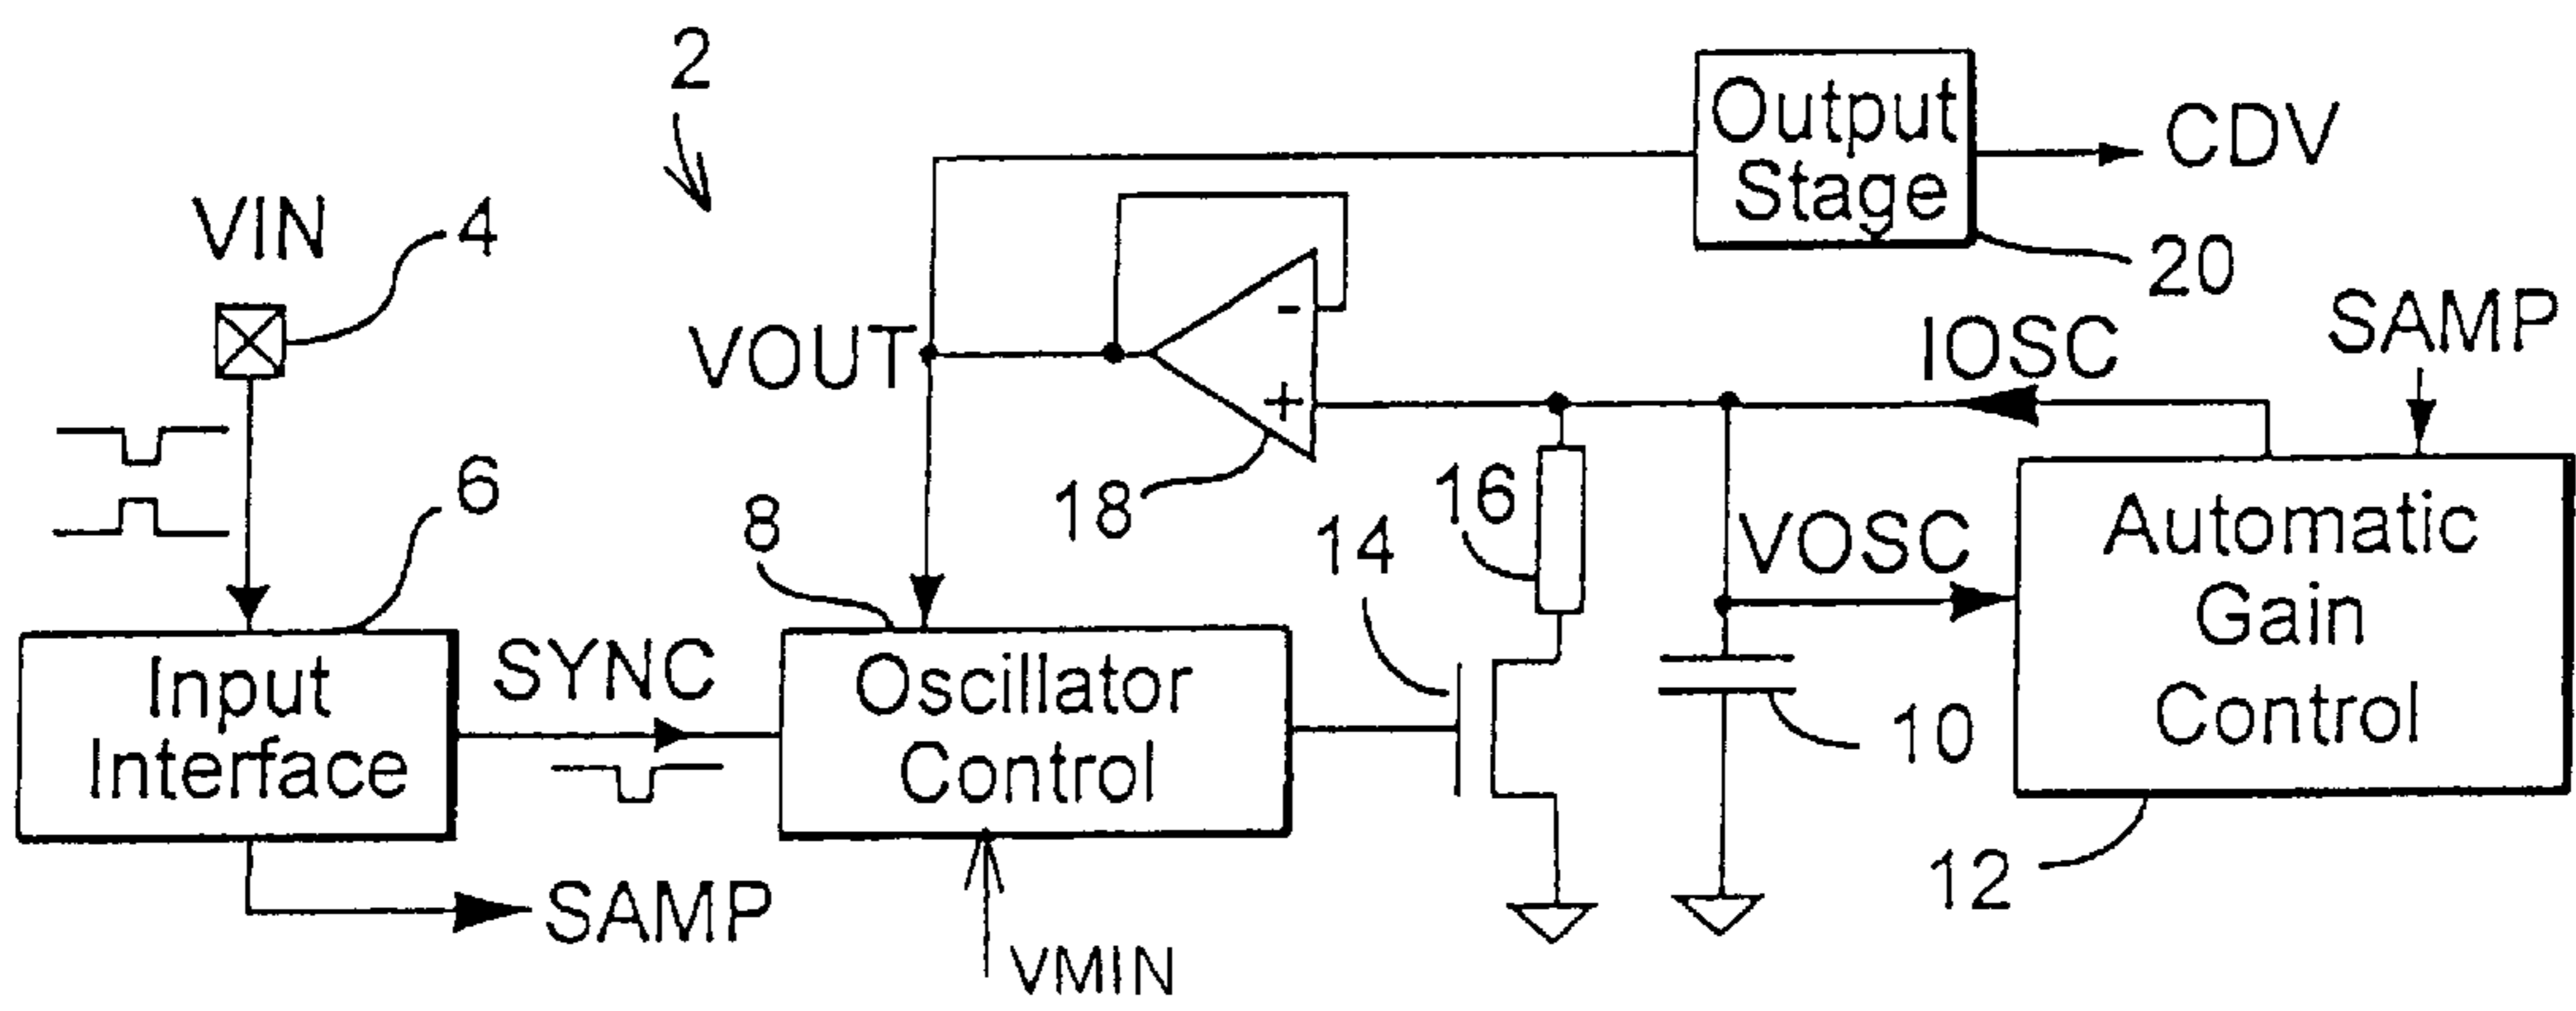 2
Output
Stage
CDV
20
VIN
4
VOUT
-
+
18
IOSC
SAMP
6
8
14
16
VOSC
Automatic
Gain
Control
10
12
Input
Interface
SYNC
Oscillator
Control
SAMP
VMIN